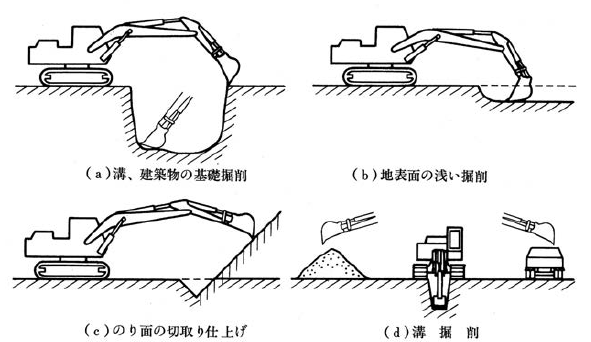 (a)溝、建築物の基礎掘削
(b)地表面の浅い掘削
(c)のり面の切取り仕上げ
(d)溝 掘 削